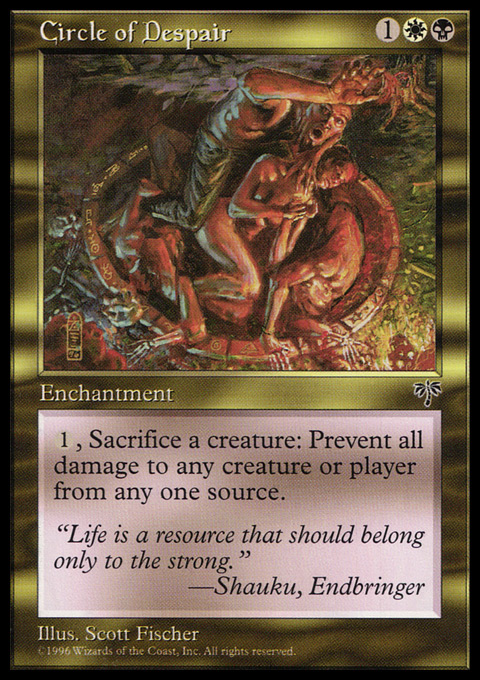 Circle of Despair 1
Enchantment
1 , Sacrifice a creature: Prevent all
damage to any creature or player
from any one source.
“Life is a resource that should belong
only to the strong.”
—Shauku, Endbringer
Illus. Scott Fischer
©1996 Wizards of the Coast, Inc. All rights reserved.